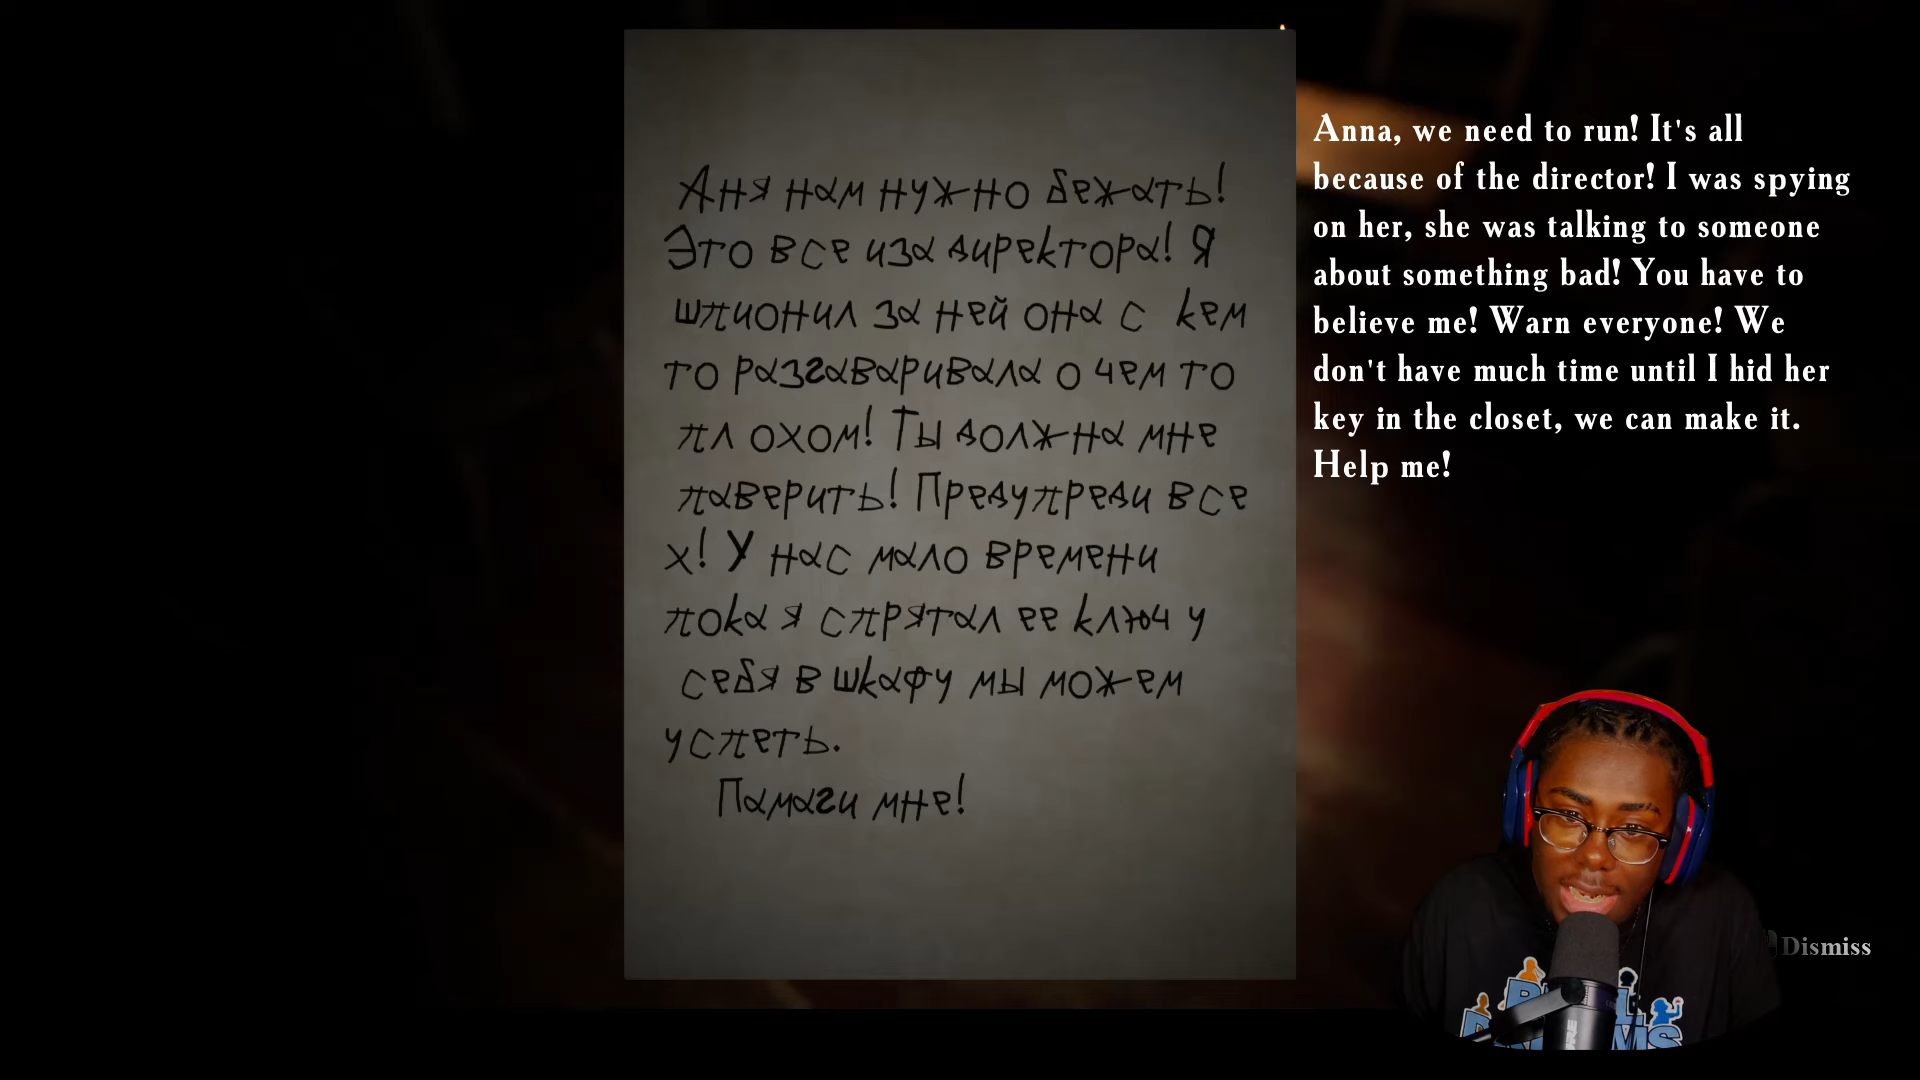 Аня нам нужно бежать!
Это все иза директора! Я
шпионил за ней она с кем
то разгаваривала о чем то
пл охом! Ты должна мне
паверить! Предупреди все
х! У нас мало времени
пока я спрятал ее ключ у
себя в шкафу мы можем
успеть.
Памаги мне!
Anna, we need to run! It's all
because of the director! I was spying
on her, she was talking to someone
about something bad! You have to
believe me! Warn everyone! We
don't have much time until I hid her
key in the closet, we can make it.
Help me!
Dismiss